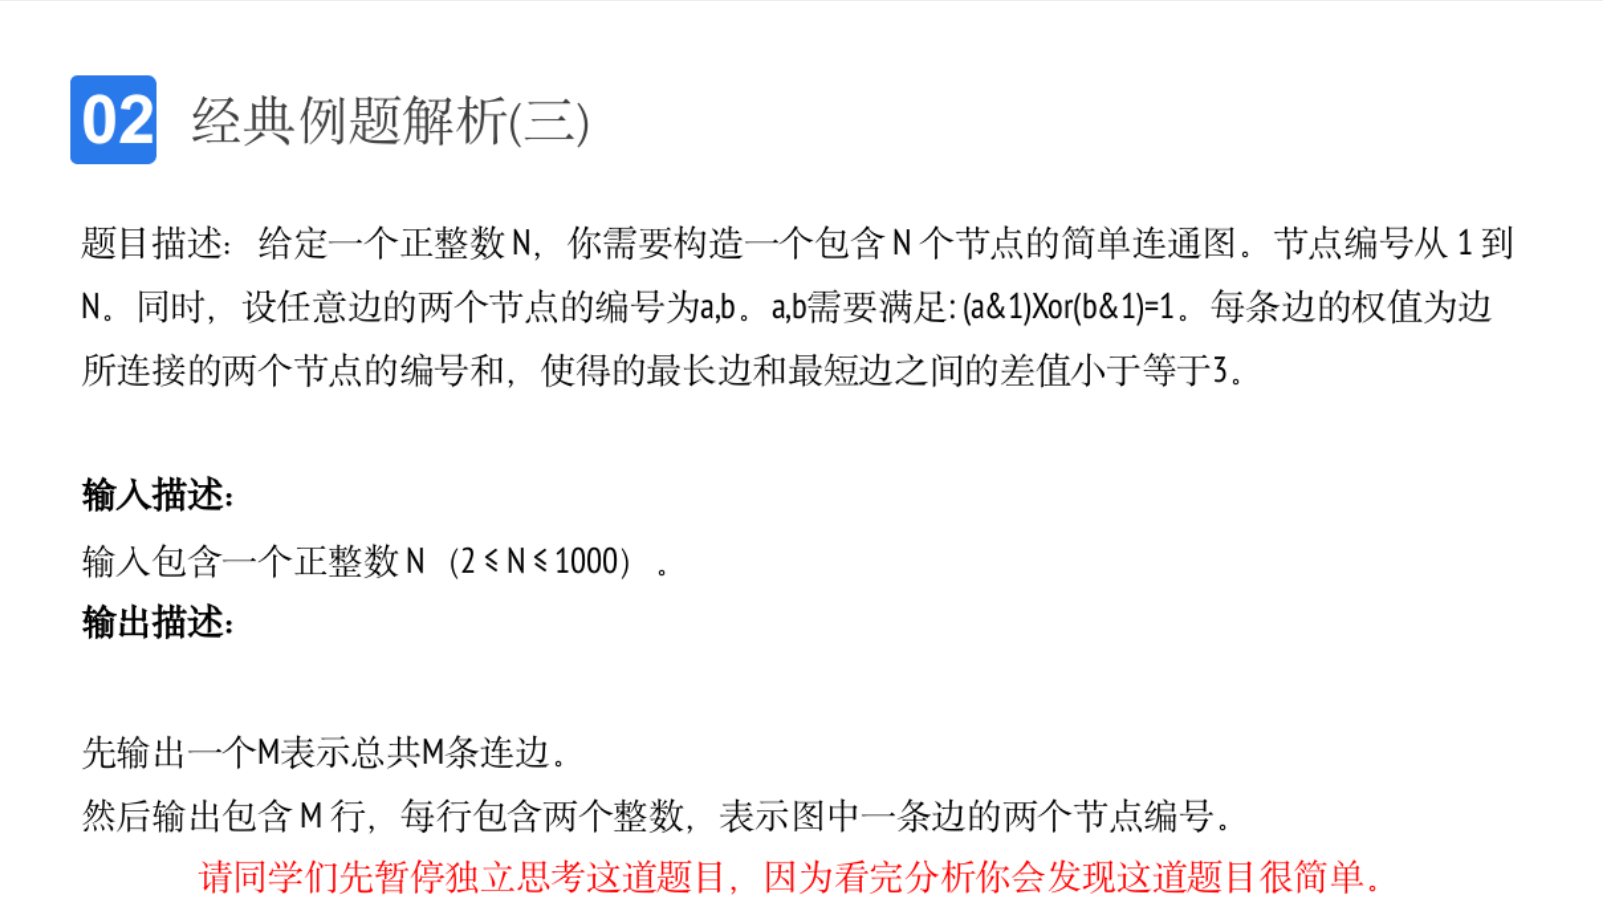 02 经典例题解析(三)
题目描述：给定一个正整数 N，你需要构造一个包含 N 个节点的简单连通图。节点编号从 1 到
N。同时，设任意边的两个节点的编号为a,b。a,b需要满足: (a&1)Xor(b&1)=1。每条边的权值为边
所连接的两个节点的编号和，使得的最长边和最短边之间的差值小于等于3。
输入描述：
输入包含一个正整数 N（2 ≤ N ≤ 1000）。
输出描述：
先输出一个M表示总共M条连边。
然后输出包含 M 行，每行包含两个整数，表示图中一条边的两个节点编号。
请同学们先暂停独立思考这道题目，因为看完分析你会发现这道题目很简单。